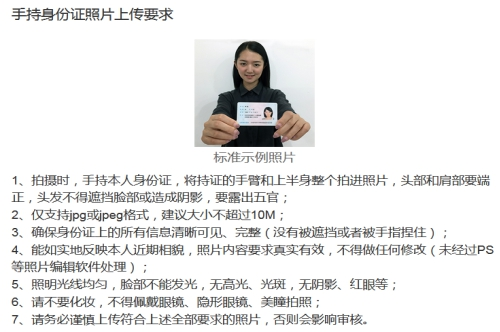 手持身份证照片上传要求
标准示例照片
1、拍摄时，手持本人身份证，将持证的手臂和上半身整个拍进照片，头部和肩部要端
正，头发不得遮挡脸部或造成阴影，要露出五官；
2、仅支持jpg或jpeg格式，建议大小不超过10M；
3、确保身份证上的所有信息清晰可见、完整（没有被遮挡或者被手指捏住）；
4、能如实地反映本人近期相貌，照片内容要求真实有效，不得做任何修改（未经过PS
等照片编辑软件处理）；
5、照明光线均匀，脸部不能发光，无高光、光斑，无阴影、红眼等；
6、请不要化妆，不得佩戴眼镜、隐形眼镜、美瞳拍照；
7、请务必谨慎上传符合上述全部要求的照片，否则会影响审核。